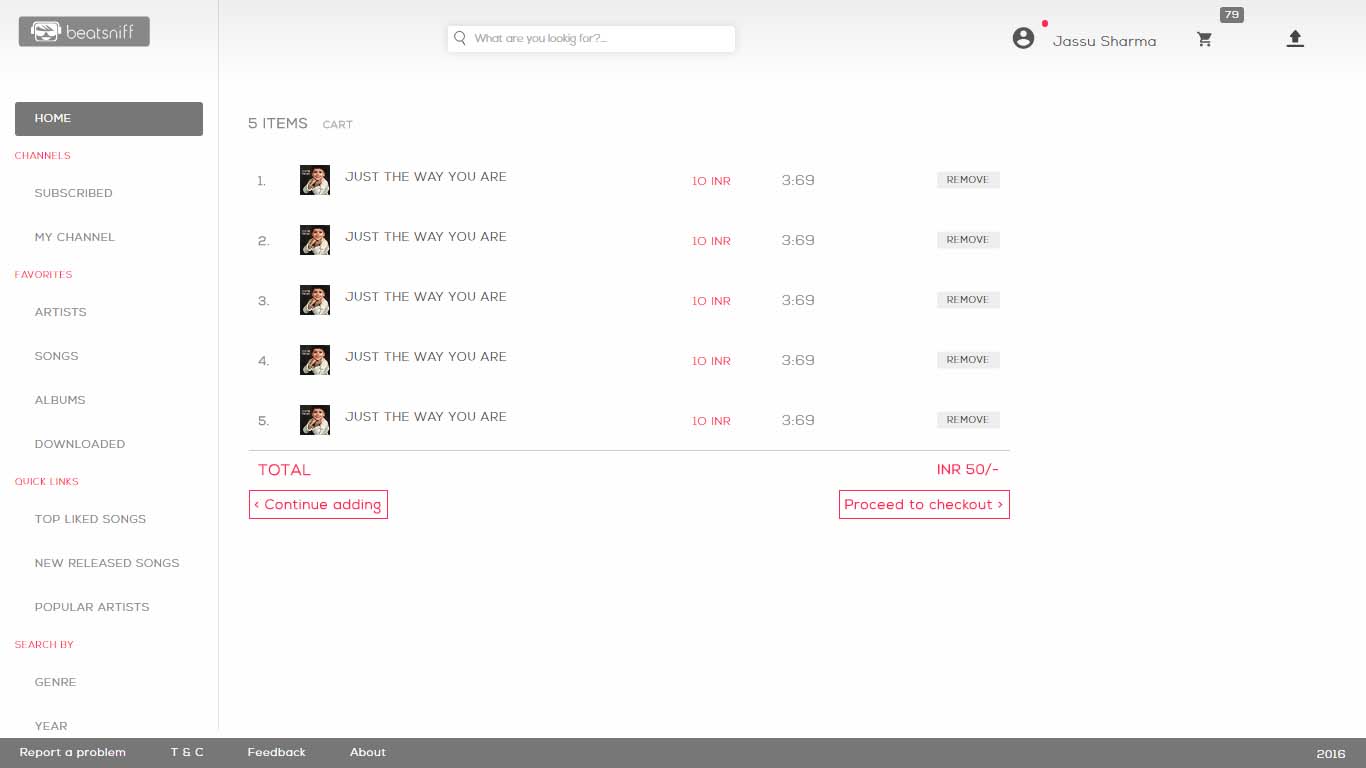 beatsniff
What are you lookig for?...
Jassu Sharma
79
HOME
CHANNELS
SUBSCRIBED
MY CHANNEL
FAVORITES
ARTISTS
SONGS
ALBUMS
DOWNLOADED
QUICK LINKS
TOP LIKED SONGS
NEW RELEASED SONGS
POPULAR ARTISTS
SEARCH BY
GENRE
YEAR
5 ITEMS CART
1. JUST THE WAY YOU ARE 10 INR 3:69 REMOVE
2. JUST THE WAY YOU ARE 10 INR 3:69 REMOVE
3. JUST THE WAY YOU ARE 10 INR 3:69 REMOVE
4. JUST THE WAY YOU ARE 10 INR 3:69 REMOVE
5. JUST THE WAY YOU ARE 10 INR 3:69 REMOVE
TOTAL INR 50/-
< Continue adding Proceed to checkout >
Report a problem T & C Feedback About 2016